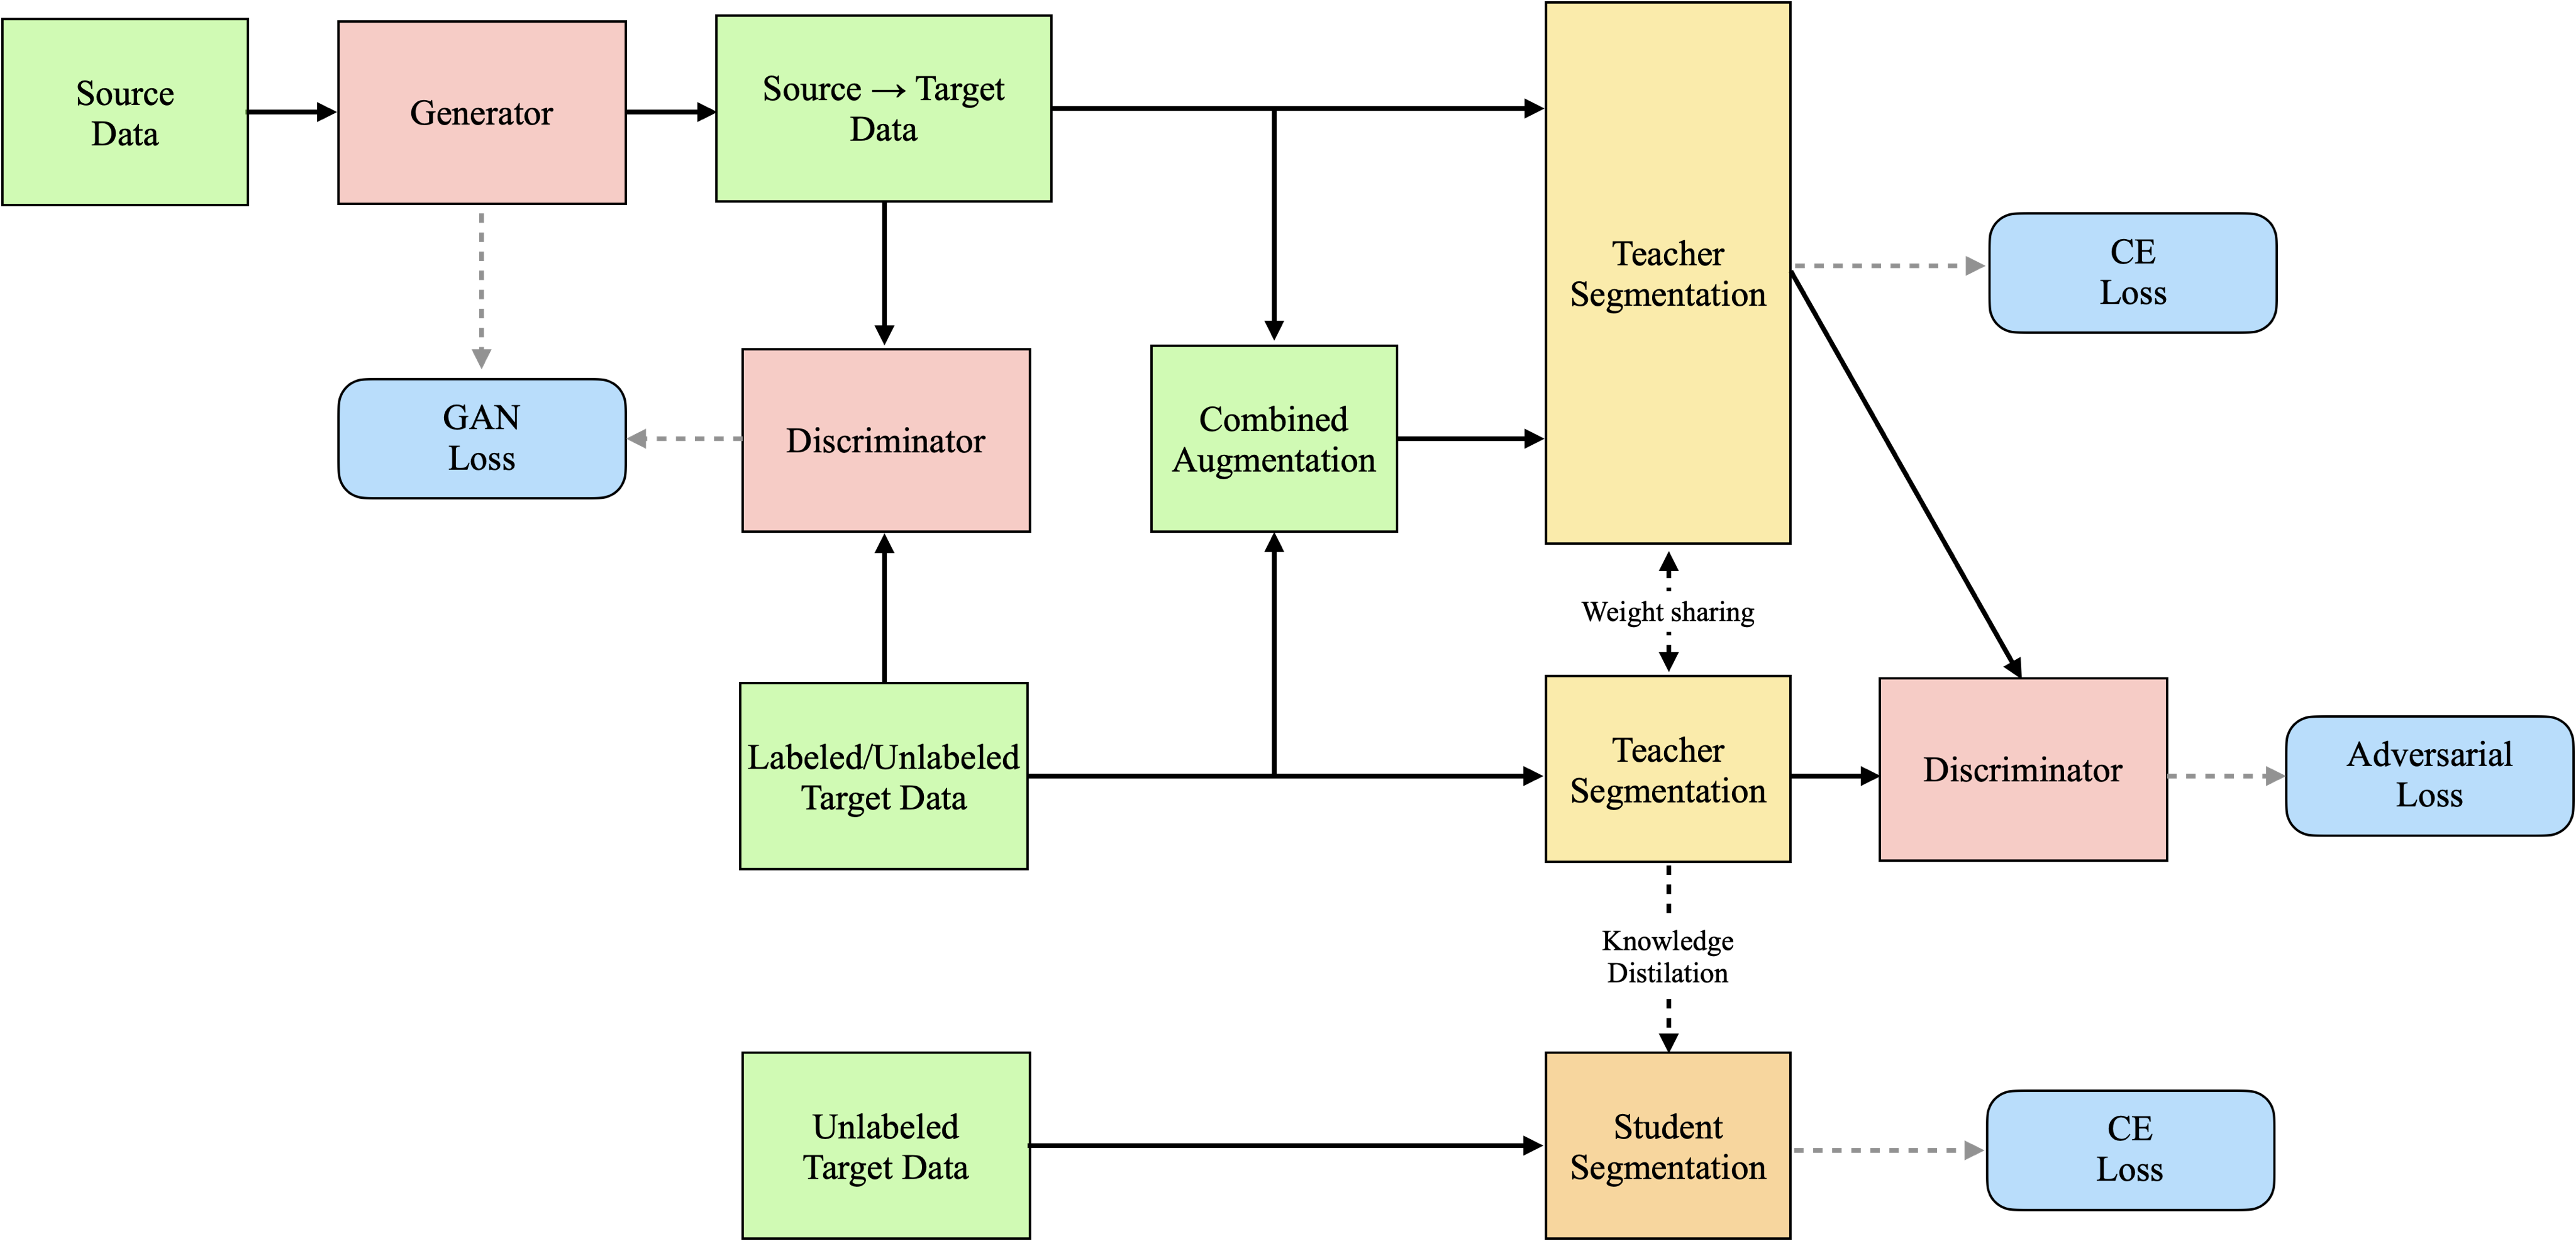 Source
Data
Generator
Source → Target
Data
Teacher
Segmentation
CE
Loss
GAN
Loss
Discriminator
Combined
Augmentation
Weight sharing
Labeled/Unlabeled
Target Data
Teacher
Segmentation
Discriminator
Adversarial
Loss
Knowledge
Distilation
Unlabeled
Target Data
Student
Segmentation
CE
Loss